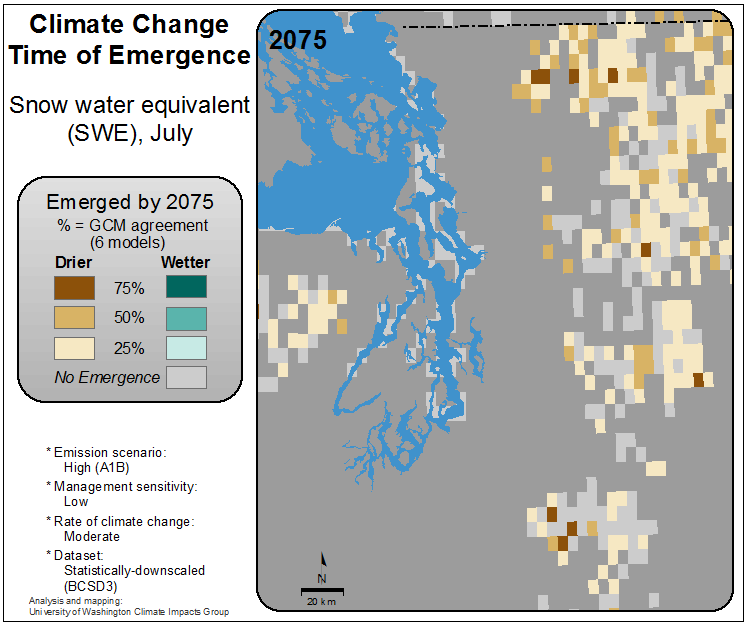 Climate Change
Time of Emergence
Snow water equivalent
(SWE), July
Emerged by 2075
% = GCM agreement
(6 models)
Drier Wetter
75%
50%
25%
No Emergence
* Emission scenario:
High (A1B)
* Management sensitivity:
Low
* Rate of climate change:
Moderate
* Dataset:
Statistically-downscaled
(BCSD3)
Analysis and mapping:
University of Washington Climate Impacts Group
2075
N
20 km